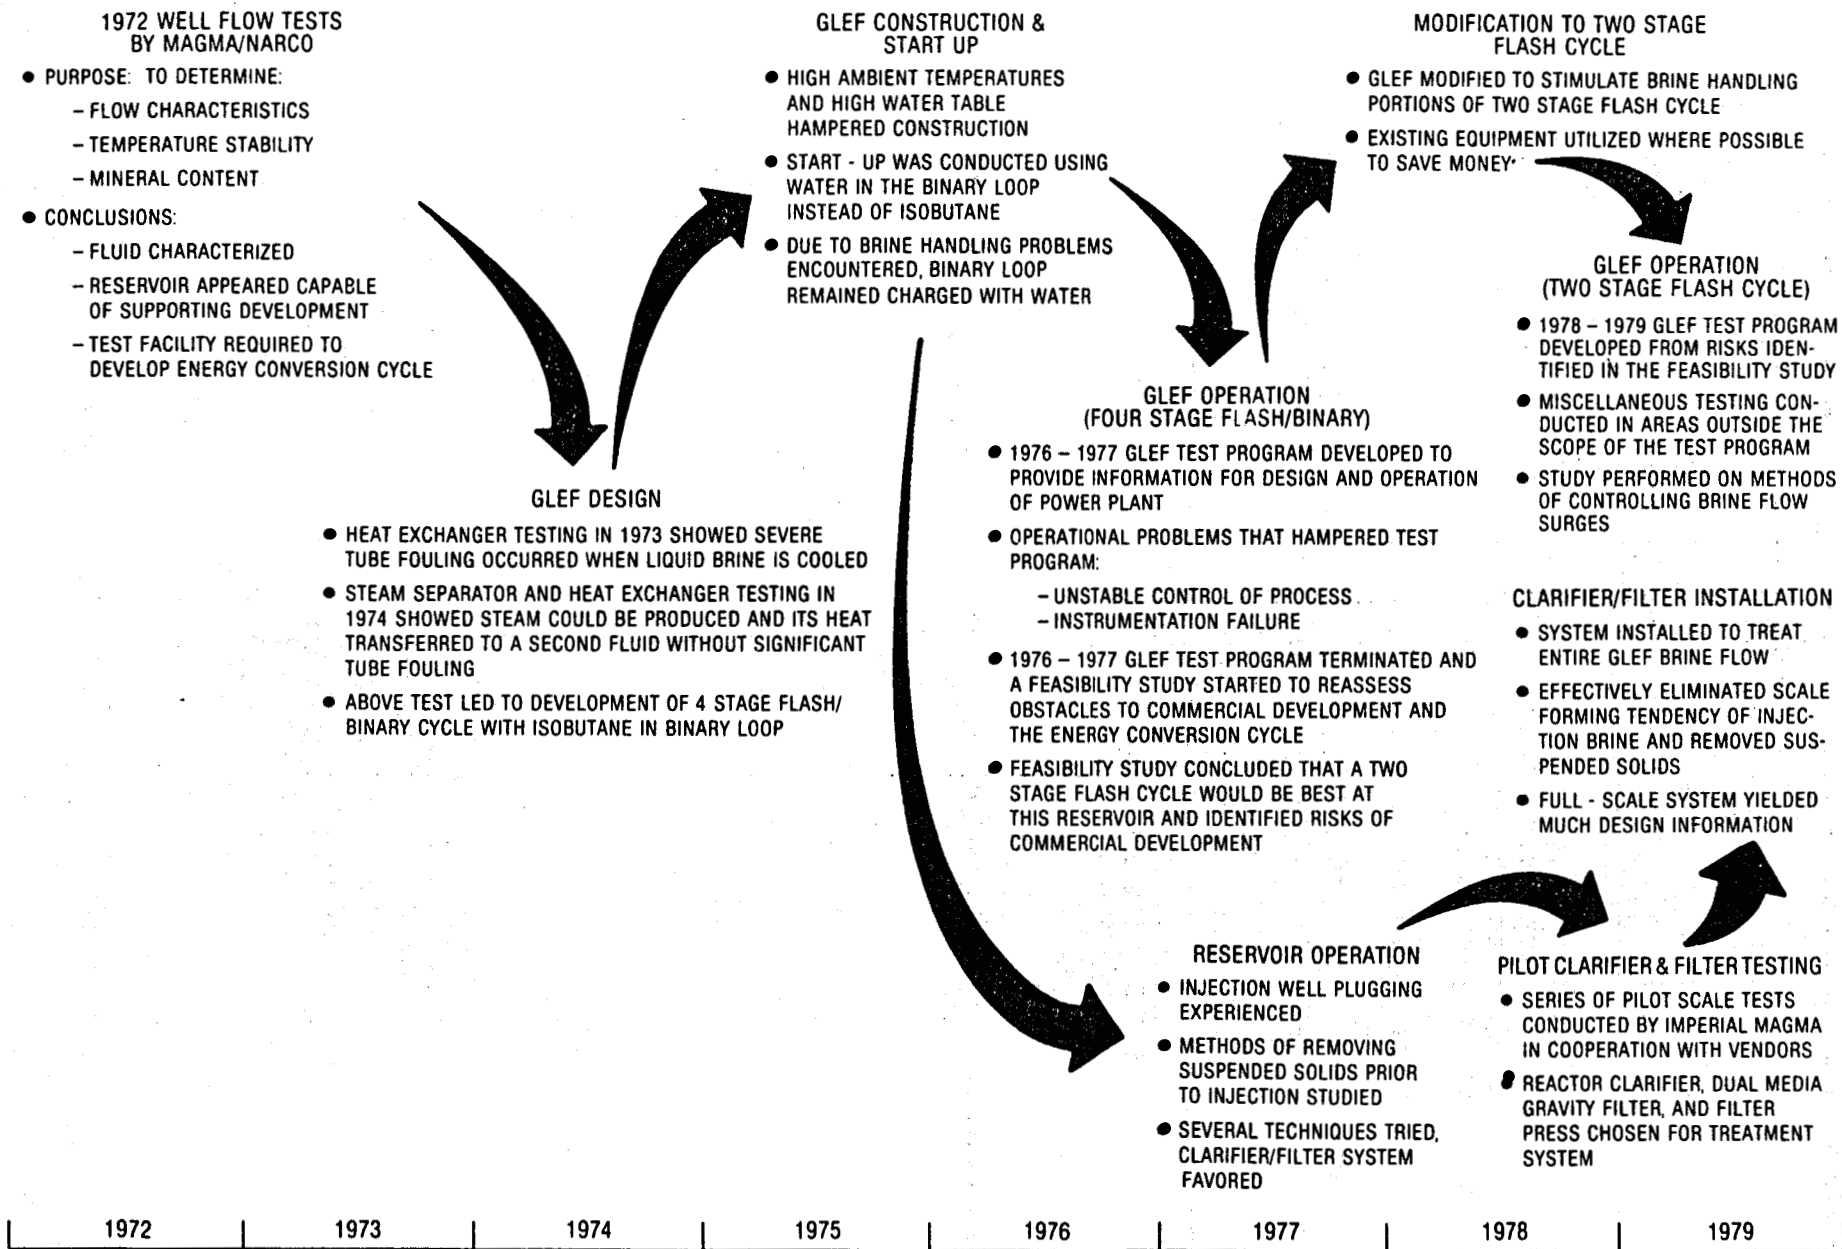 1972 WELL FLOW TESTS
BY MAGMA/NARCO
● PURPOSE: TO DETERMINE:
– FLOW CHARACTERISTICS
– TEMPERATURE STABILITY
– MINERAL CONTENT
● CONCLUSIONS:
– FLUID CHARACTERIZED
– RESERVOIR APPEARED CAPABLE
OF SUPPORTING DEVELOPMENT
– TEST FACILITY REQUIRED TO
DEVELOP ENERGY CONVERSION CYCLE
GLEF DESIGN
● HEAT EXCHANGER TESTING IN 1973 SHOWED SEVERE
TUBE FOULING OCCURRED WHEN LIQUID BRINE IS COOLED
● STEAM SEPARATOR AND HEAT EXCHANGER TESTING IN
1974 SHOWED STEAM COULD BE PRODUCED AND ITS HEAT
TRANSFERRED TO A SECOND FLUID WITHOUT SIGNIFICANT
TUBE FOULING
● ABOVE TEST LED TO DEVELOPMENT OF 4 STAGE FLASH/
BINARY CYCLE WITH ISOBUTANE IN BINARY LOOP
GLEF CONSTRUCTION &
START UP
● HIGH AMBIENT TEMPERATURES
AND HIGH WATER TABLE
HAMPERED CONSTRUCTION
● START - UP WAS CONDUCTED USING
WATER IN THE BINARY LOOP
INSTEAD OF ISOBUTANE
● DUE TO BRINE HANDLING PROBLEMS
ENCOUNTERED, BINARY LOOP
REMAINED CHARGED WITH WATER
GLEF OPERATION
(FOUR STAGE FLASH/BINARY)
● 1976 – 1977 GLEF TEST PROGRAM DEVELOPED TO
PROVIDE INFORMATION FOR DESIGN AND OPERATION
OF POWER PLANT
● OPERATIONAL PROBLEMS THAT HAMPERED TEST
PROGRAM:
– UNSTABLE CONTROL OF PROCESS
– INSTRUMENTATION FAILURE
● 1976 – 1977 GLEF TEST PROGRAM TERMINATED AND
A FEASIBILITY STUDY STARTED TO REASSESS
OBSTACLES TO COMMERCIAL DEVELOPMENT AND
THE ENERGY CONVERSION CYCLE
● FEASIBILITY STUDY CONCLUDED THAT A TWO
STAGE FLASH CYCLE WOULD BE BEST AT
THIS RESERVOIR AND IDENTIFIED RISKS OF
COMMERCIAL DEVELOPMENT
MODIFICATION TO TWO STAGE
FLASH CYCLE
● GLEF MODIFIED TO STIMULATE BRINE HANDLING
PORTIONS OF TWO STAGE FLASH CYCLE
● EXISTING EQUIPMENT UTILIZED WHERE POSSIBLE
TO SAVE MONEY
GLEF OPERATION
(TWO STAGE FLASH CYCLE)
● 1978 – 1979 GLEF TEST PROGRAM
DEVELOPED FROM RISKS IDEN-
TIFIED IN THE FEASIBILITY STUDY
● MISCELLANEOUS TESTING CON-
DUCTED IN AREAS OUTSIDE THE
SCOPE OF THE TEST PROGRAM
● STUDY PERFORMED ON METHODS
OF CONTROLLING BRINE FLOW
SURGES
RESERVOIR OPERATION
● INJECTION WELL PLUGGING
EXPERIENCED
● METHODS OF REMOVING
SUSPENDED SOLIDS PRIOR
TO INJECTION STUDIED
● SEVERAL TECHNIQUES TRIED,
CLARIFIER/FILTER SYSTEM
FAVORED
PILOT CLARIFIER & FILTER TESTING
● SERIES OF PILOT SCALE TESTS
CONDUCTED BY IMPERIAL MAGMA
IN COOPERATION WITH VENDORS
● REACTOR CLARIFIER, DUAL MEDIA
GRAVITY FILTER, AND FILTER
PRESS CHOSEN FOR TREATMENT
SYSTEM
CLARIFIER/FILTER INSTALLATION
● SYSTEM INSTALLED TO TREAT
ENTIRE GLEF BRINE FLOW
● EFFECTIVELY ELIMINATED SCALE
FORMING TENDENCY OF INJEC-
TION BRINE AND REMOVED SUS-
PENDED SOLIDS
● FULL - SCALE SYSTEM YIELDED
MUCH DESIGN INFORMATION
1972 1973 1974 1975 1976 1977 1978 1979